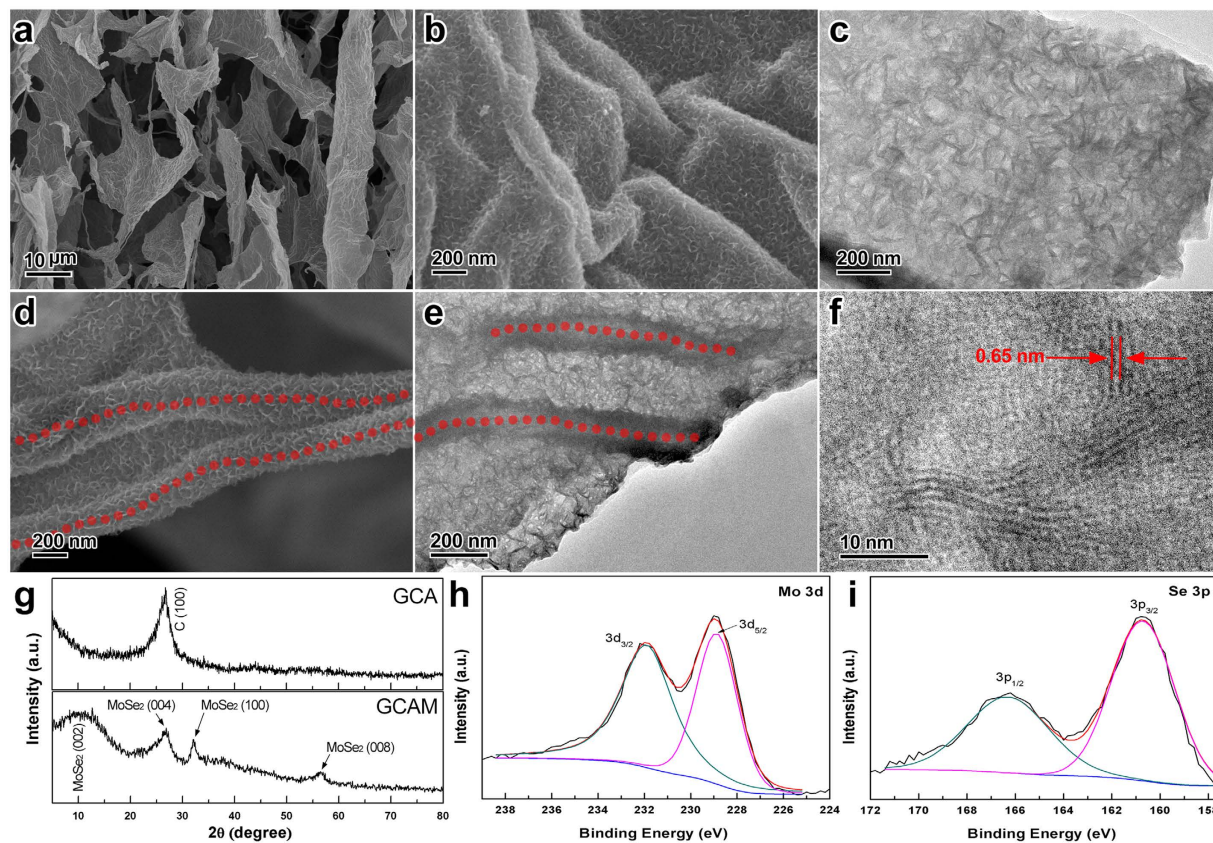 a
10 μm
b
200 nm
c
200 nm
d
200 nm
e
200 nm
f
0.65 nm
10 nm
g
GCA
C (100)
GCAM
MoSe₂ (002)
MoSe₂ (004)
MoSe₂ (100)
MoSe₂ (008)
Intensity (a.u.)
10 20 30 40 50 60 70 80
2θ (degree)
h
Mo 3d
3d₃/₂
3d₅/₂
Intensity (a.u.)
238 236 234 232 230 228 226 224
Binding Energy (eV)
i
Se 3p
3p₃/₂
3p₁/₂
Intensity (a.u.)
172 170 168 166 164 162 160 158
Binding Energy (eV)